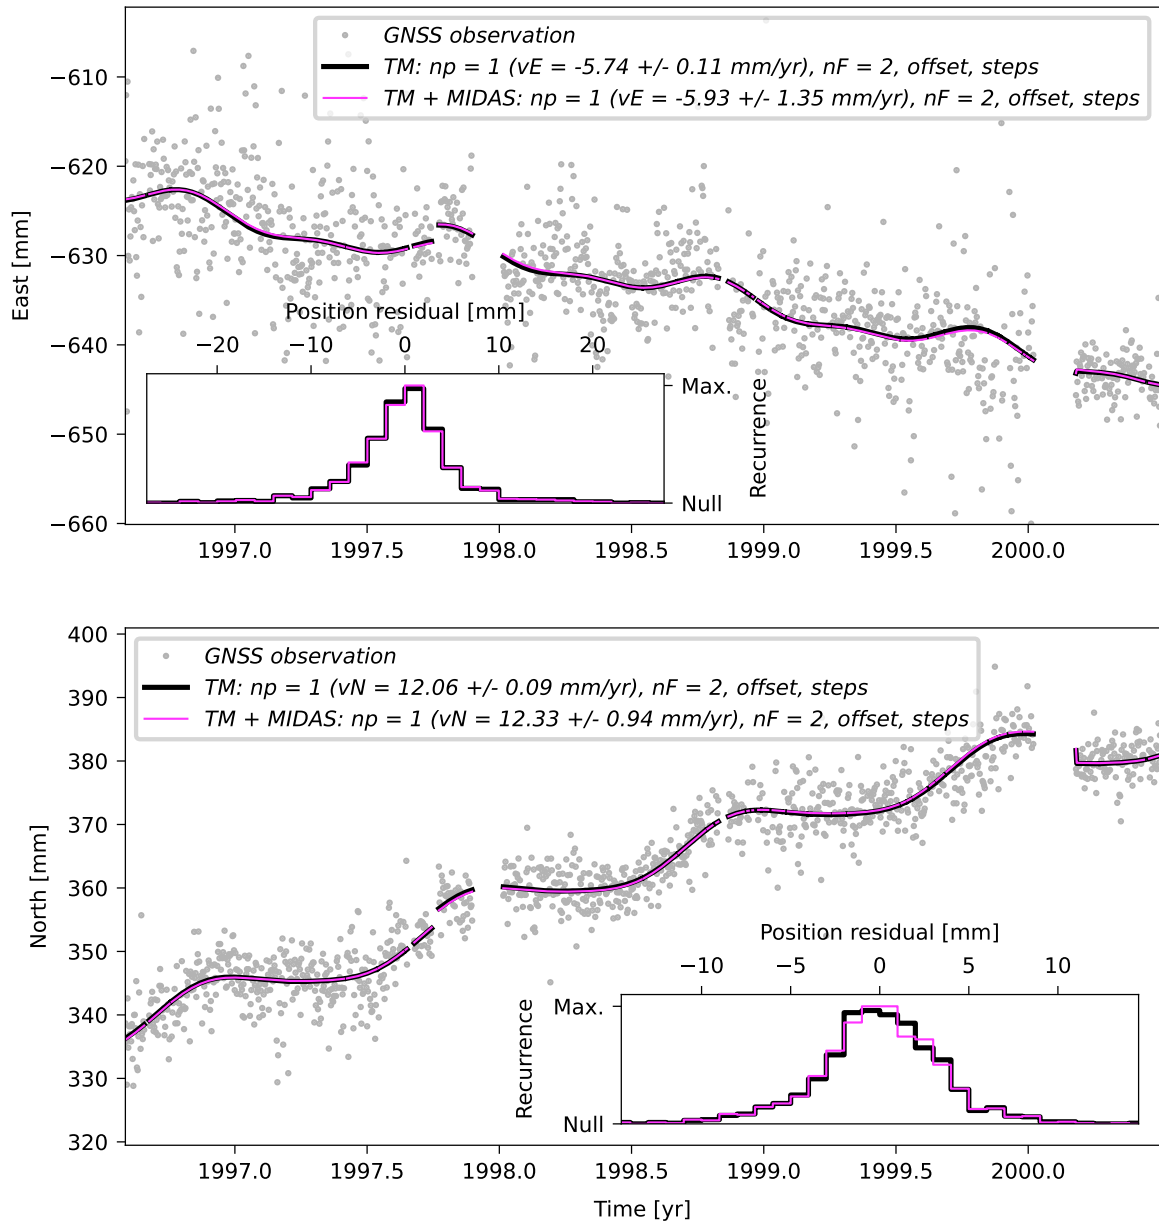 GNSS observation
TM: np = 1 (vE = -5.74 +/- 0.11 mm/yr), nF = 2, offset, steps
TM + MIDAS: np = 1 (vE = -5.93 +/- 1.35 mm/yr), nF = 2, offset, steps
−610
−620
−630
−640
−650
−660
East [mm]
Position residual [mm]
−20 −10 0 10 20
Max.
Null
Recurrence
1997.0 1997.5 1998.0 1998.5 1999.0 1999.5 2000.0
GNSS observation
TM: np = 1 (vN = 12.06 +/- 0.09 mm/yr), nF = 2, offset, steps
TM + MIDAS: np = 1 (vN = 12.33 +/- 0.94 mm/yr), nF = 2, offset, steps
400
390
380
370
360
350
340
330
320
North [mm]
Position residual [mm]
−10 −5 0 5 10
Max.
Null
Recurrence
1997.0 1997.5 1998.0 1998.5 1999.0 1999.5 2000.0
Time [yr]